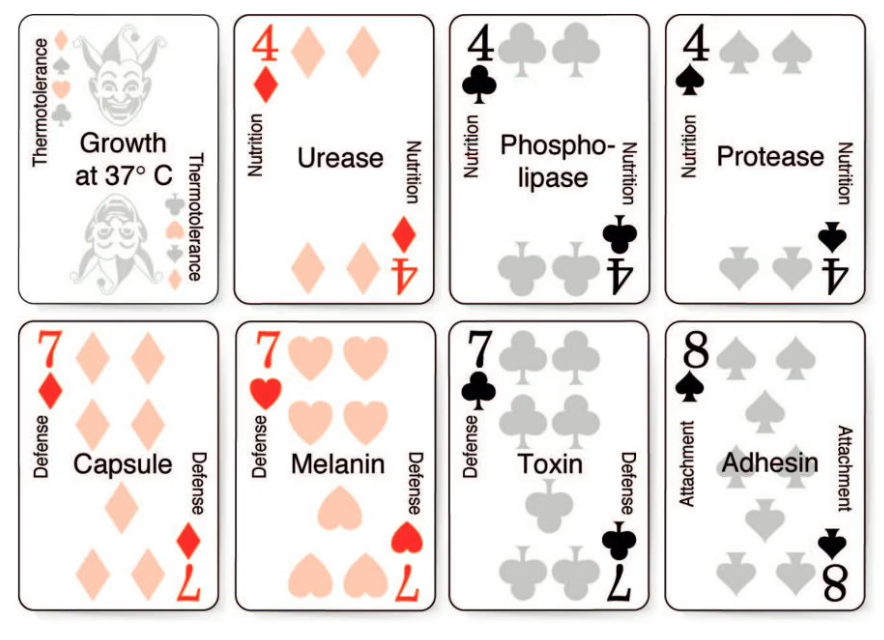 Thermotolerance
Growth
at 37° C
Thermotolerance
4
Nutrition
Urease
Nutrition
4
4
Nutrition
Phospho-
lipase
Nutrition
4
4
Nutrition
Protease
Nutrition
4
7
Defense
Capsule
Defense
7
7
Defense
Melanin
Defense
7
7
Defense
Toxin
Defense
7
8
Attachment
Adhesin
Attachment
8